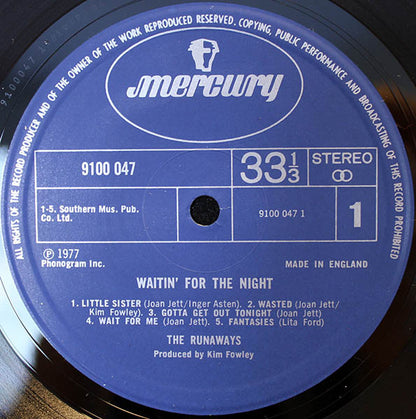 ALL RIGHTS OF THE RECORD PRODUCER AND OF THE OWNER OF THE WORK REPRODUCED RESERVED. COPYING, PUBLIC PERFORMANCE AND BROADCASTING OF THIS RECORD PROHIBITED
9100047
mercury
9100 047
33 1/3
STEREO
1-5. Southern Mus. Pub.
Co. Ltd.
9100 047 1
1
Ⓟ 1977
Phonogram Inc.
MADE IN ENGLAND
WAITIN' FOR THE NIGHT
1. LITTLE SISTER (Joan Jett/Inger Asten) 2. WASTED (Joan Jett/
Kim Fowley) 3. GOTTA GET OUT TONIGHT (Joan Jett)
4. WAIT FOR ME (Joan Jett) 5. FANTASIES (Lita Ford)
THE RUNAWAYS
Produced by Kim Fowley